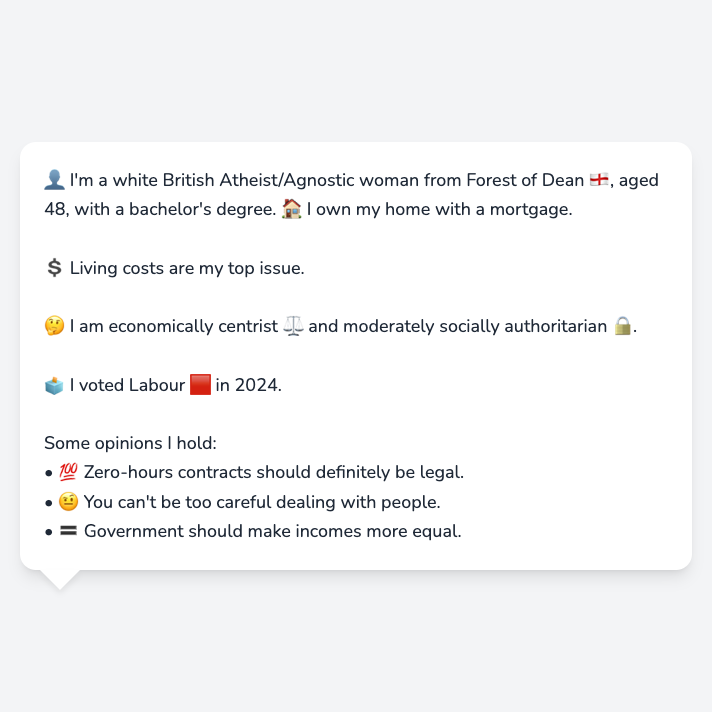 👤 I'm a white British Atheist/Agnostic woman from Forest of Dean 🏴󠁧󠁢󠁥󠁮󠁧󠁿, aged
48, with a bachelor's degree. 🏠 I own my home with a mortgage.
💲 Living costs are my top issue.
🤔 I am economically centrist ⚖️ and moderately socially authoritarian 🔒.
🗳️ I voted Labour 🟥 in 2024.
Some opinions I hold:
• 💯 Zero-hours contracts should definitely be legal.
• 🤨 You can't be too careful dealing with people.
• 🟰 Government should make incomes more equal.